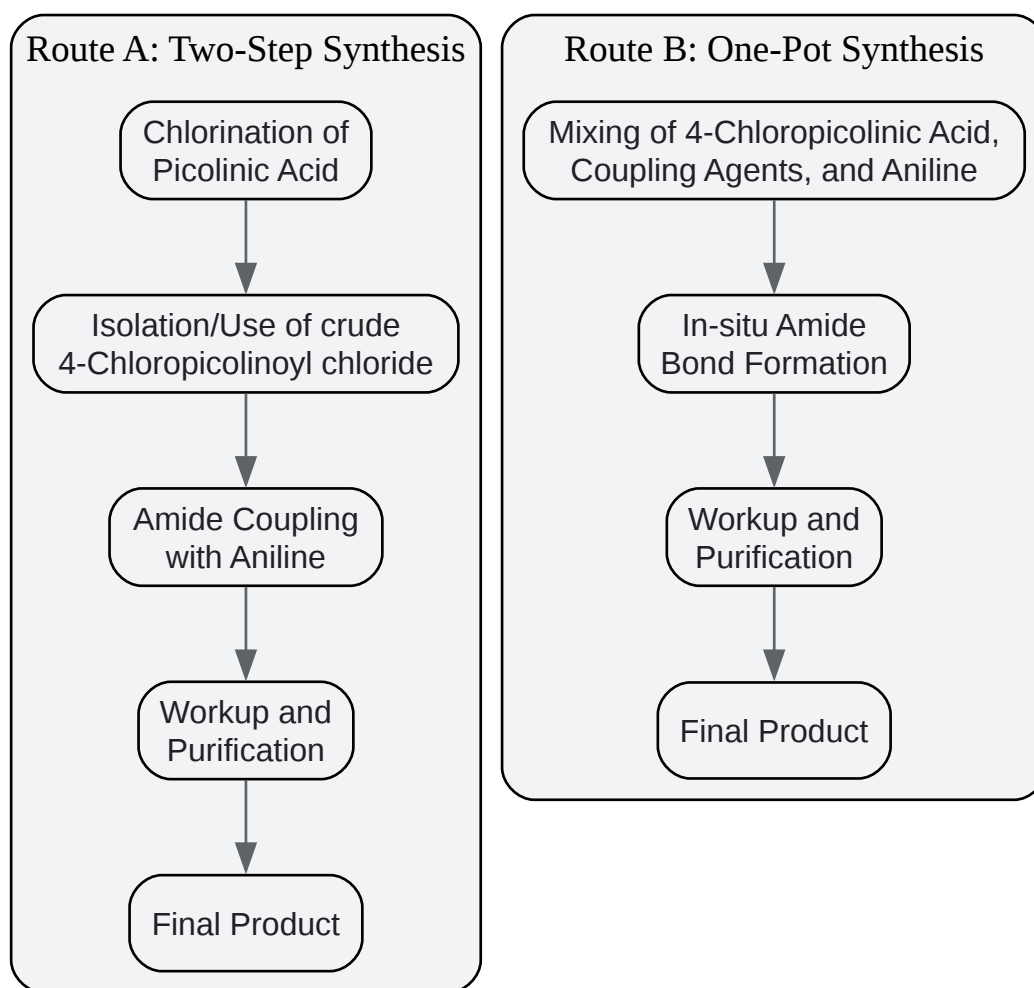 Route A: Two-Step Synthesis
Chlorination of
Picolinic Acid
Isolation/Use of crude
4-Chloropicolinoyl chloride
Amide Coupling
with Aniline
Workup and
Purification
Final Product
Route B: One-Pot Synthesis
Mixing of 4-Chloropicolinic Acid,
Coupling Agents, and Aniline
In-situ Amide
Bond Formation
Workup and
Purification
Final Product